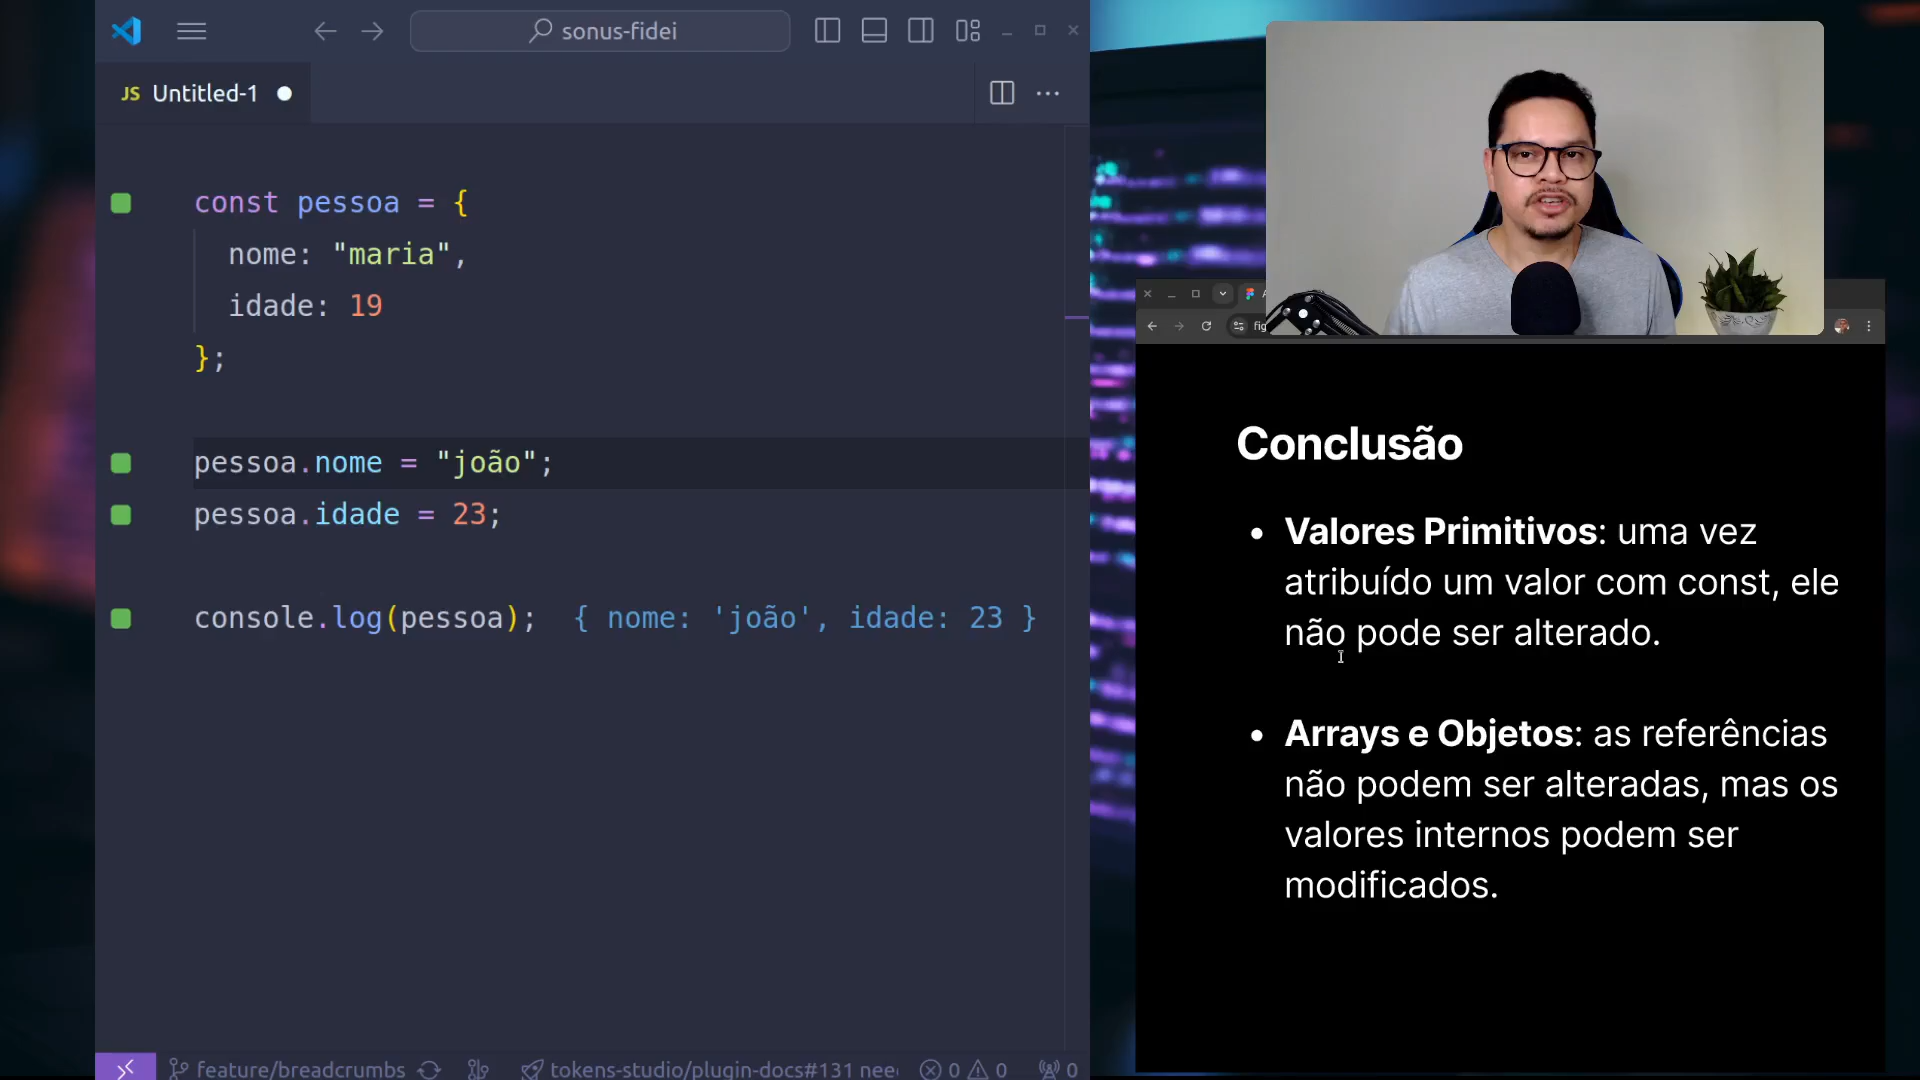 sonus-fidei
JS Untitled-1
const pessoa = {
nome: "maria",
idade: 19
};
pessoa.nome = "joão";
pessoa.idade = 23;
console.log(pessoa); { nome: 'joão', idade: 23 }
feature/breadcrumbs
tokens-studio/plugin-docs#131
0
0
0
Conclusão
• Valores Primitivos: uma vez
atribuído um valor com const, ele
não pode ser alterado.
• Arrays e Objetos: as referências
não podem ser alteradas, mas os
valores internos podem ser
modificados.